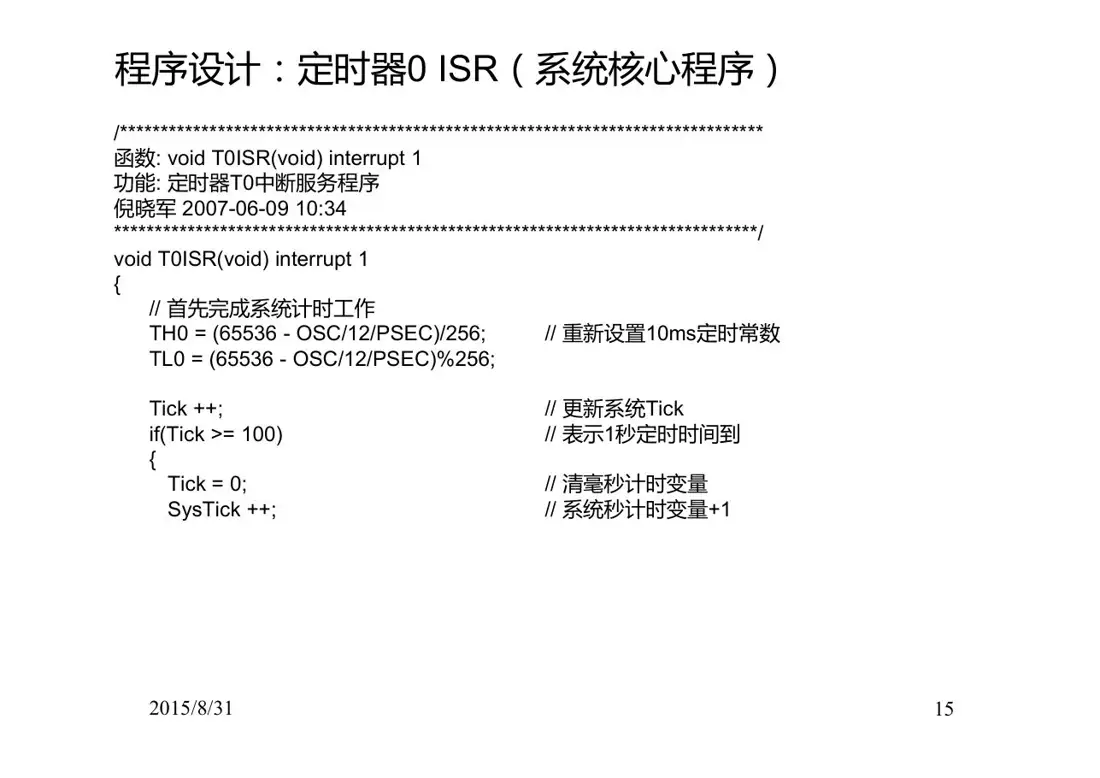 程序设计：定时器0 ISR（系统核心程序）
/*******************************************************************************
函数: void T0ISR(void) interrupt 1
功能: 定时器T0中断服务程序
倪晓军 2007-06-09 10:34
*******************************************************************************/
void T0ISR(void) interrupt 1
{
// 首先完成系统计时工作
TH0 = (65536 - OSC/12/PSEC)/256; // 重新设置10ms定时常数
TL0 = (65536 - OSC/12/PSEC)%256;
Tick ++; // 更新系统Tick
if(Tick >= 100) // 表示1秒定时时间到
{
Tick = 0; // 清毫秒计时变量
SysTick ++; // 系统秒计时变量+1
2015/8/31 15